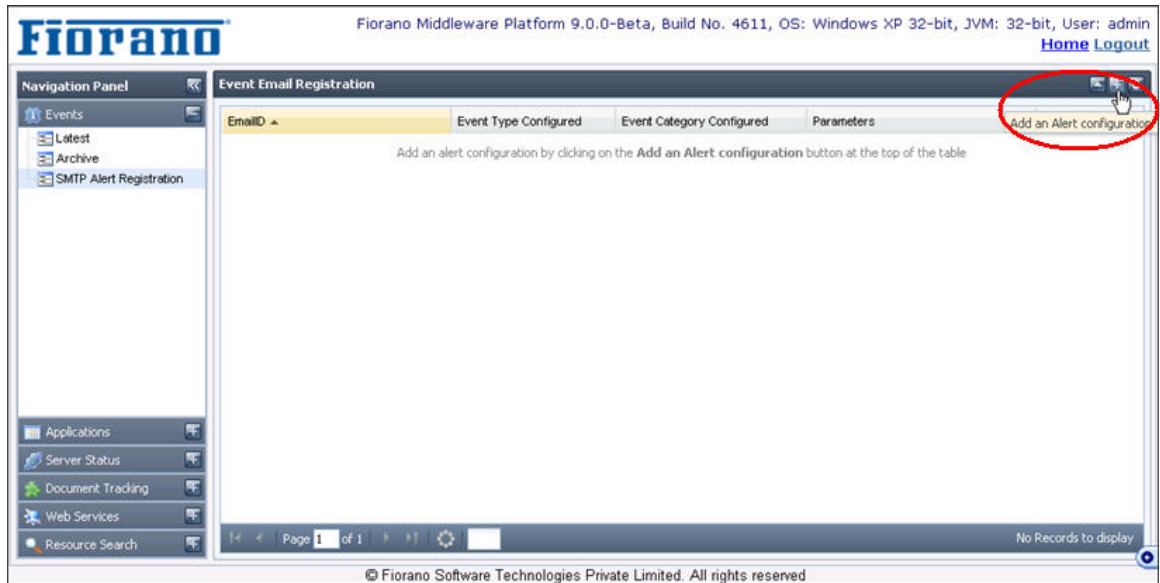 Fiorano
Fiorano Middleware Platform 9.0.0-Beta, Build No. 4611, OS: Windows XP 32-bit, JVM: 32-bit, User: admin
Home Logout
Navigation Panel
Event Email Registration
Events
EmailID
Event Type Configured
Event Category Configured
Parameters
Add an Alert configuration
Latest
Add an alert configuration by clicking on the Add an Alert configuration button at the top of the table
Archive
SMTP Alert Registration
Applications
Server Status
Document Tracking
Web Services
Resource Search
Page 1 of 1
No Records to display
© Fiorano Software Technologies Private Limited. All rights reserved